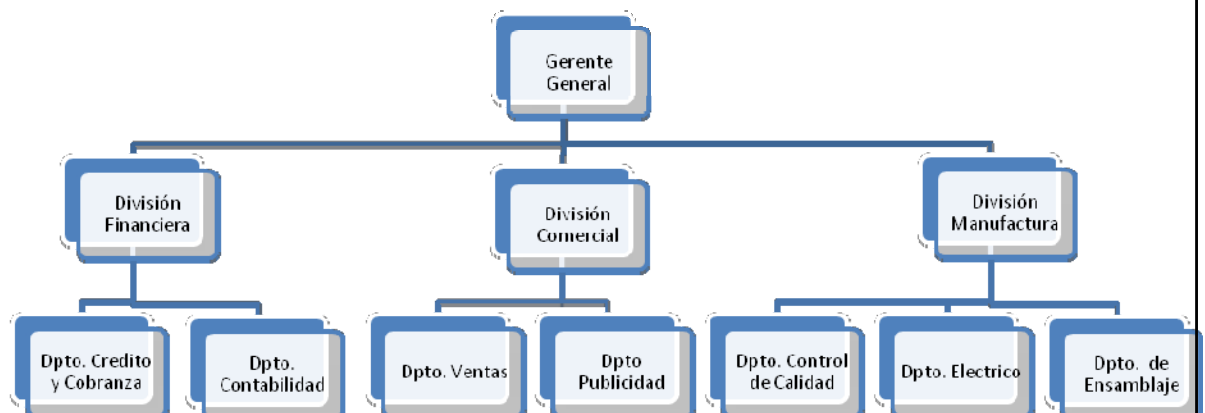 Gerente
General
División
Financiera
División
Comercial
División
Manufactura
Dpto. Credito
y Cobranza
Dpto.
Contabilidad
Dpto. Ventas
Dpto
Publicidad
Dpto. Control
de Calidad
Dpto. Electrico
Dpto. de
Ensamblaje